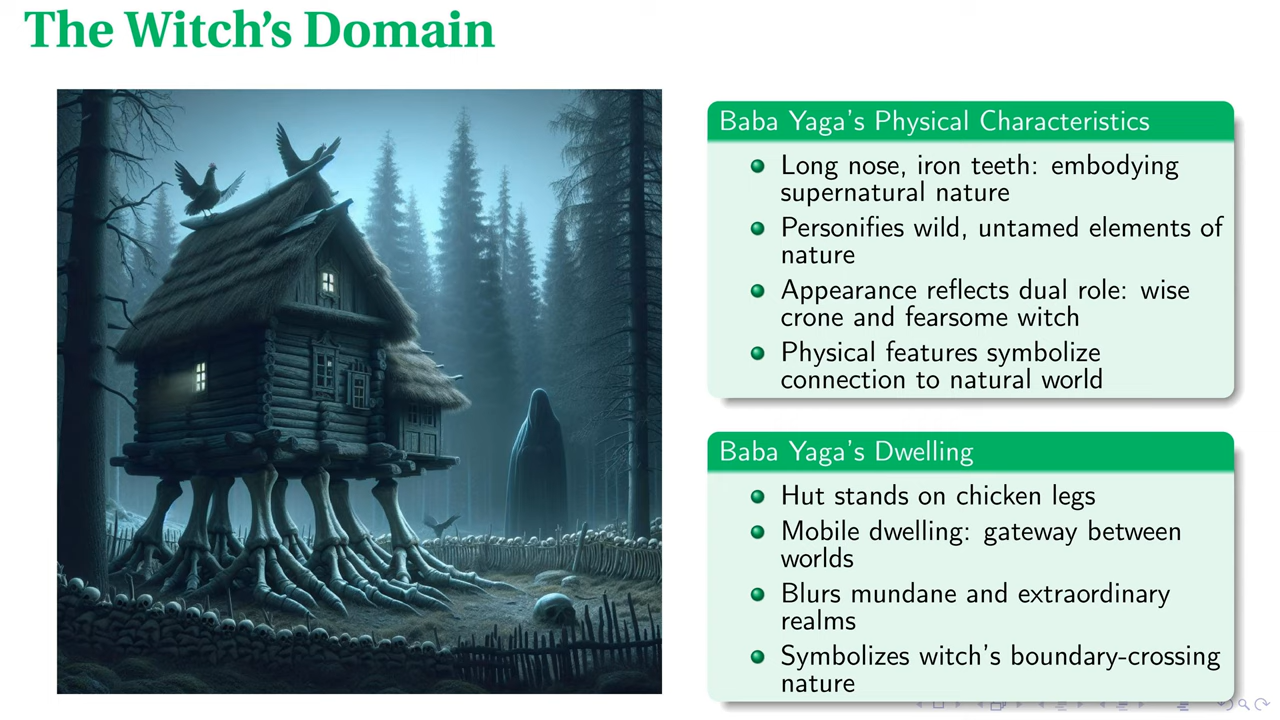 The Witch's Domain
Baba Yaga's Physical Characteristics
Long nose, iron teeth: embodying
supernatural nature
Personifies wild, untamed elements of
nature
Appearance reflects dual role: wise
crone and fearsome witch
Physical features symbolize
connection to natural world
Baba Yaga's Dwelling
Hut stands on chicken legs
Mobile dwelling: gateway between
worlds
Blurs mundane and extraordinary
realms
Symbolizes witch's boundary-crossing
nature